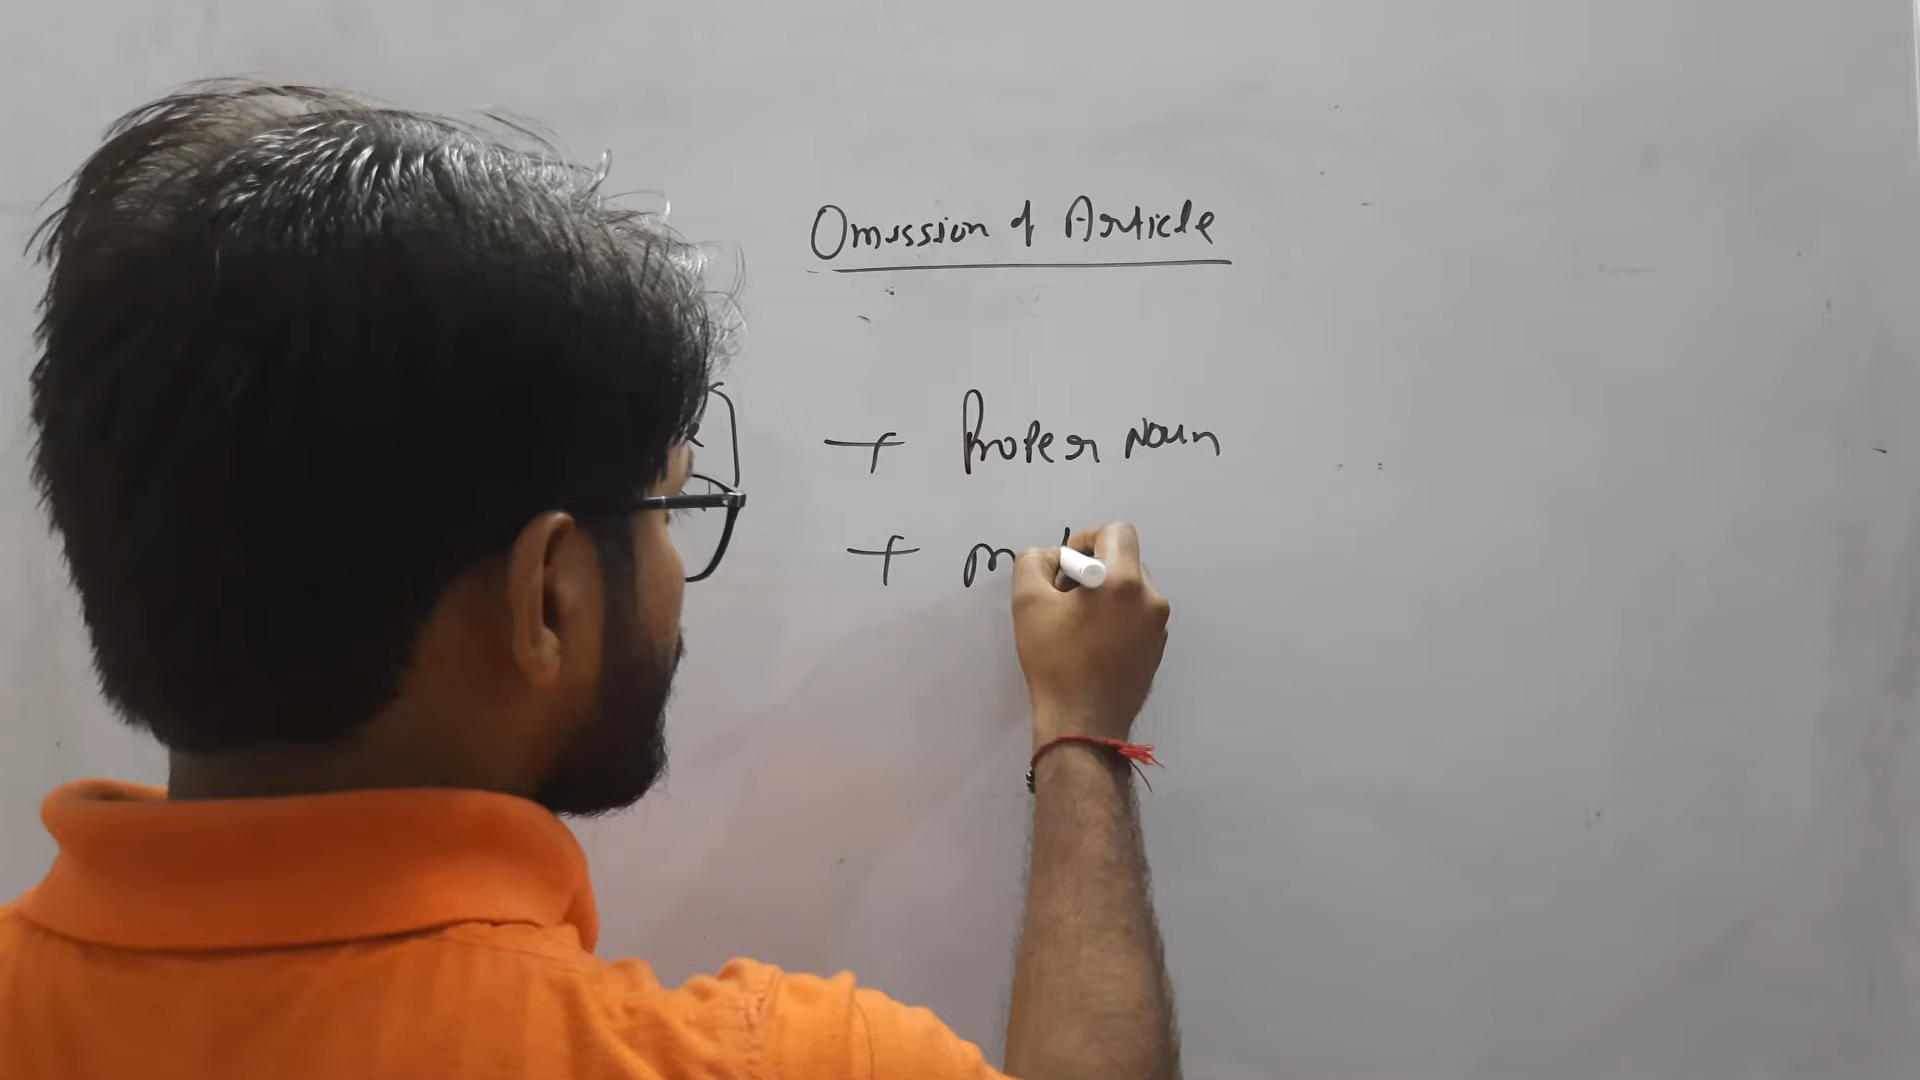 Omission of Article
+ Proper Noun
+